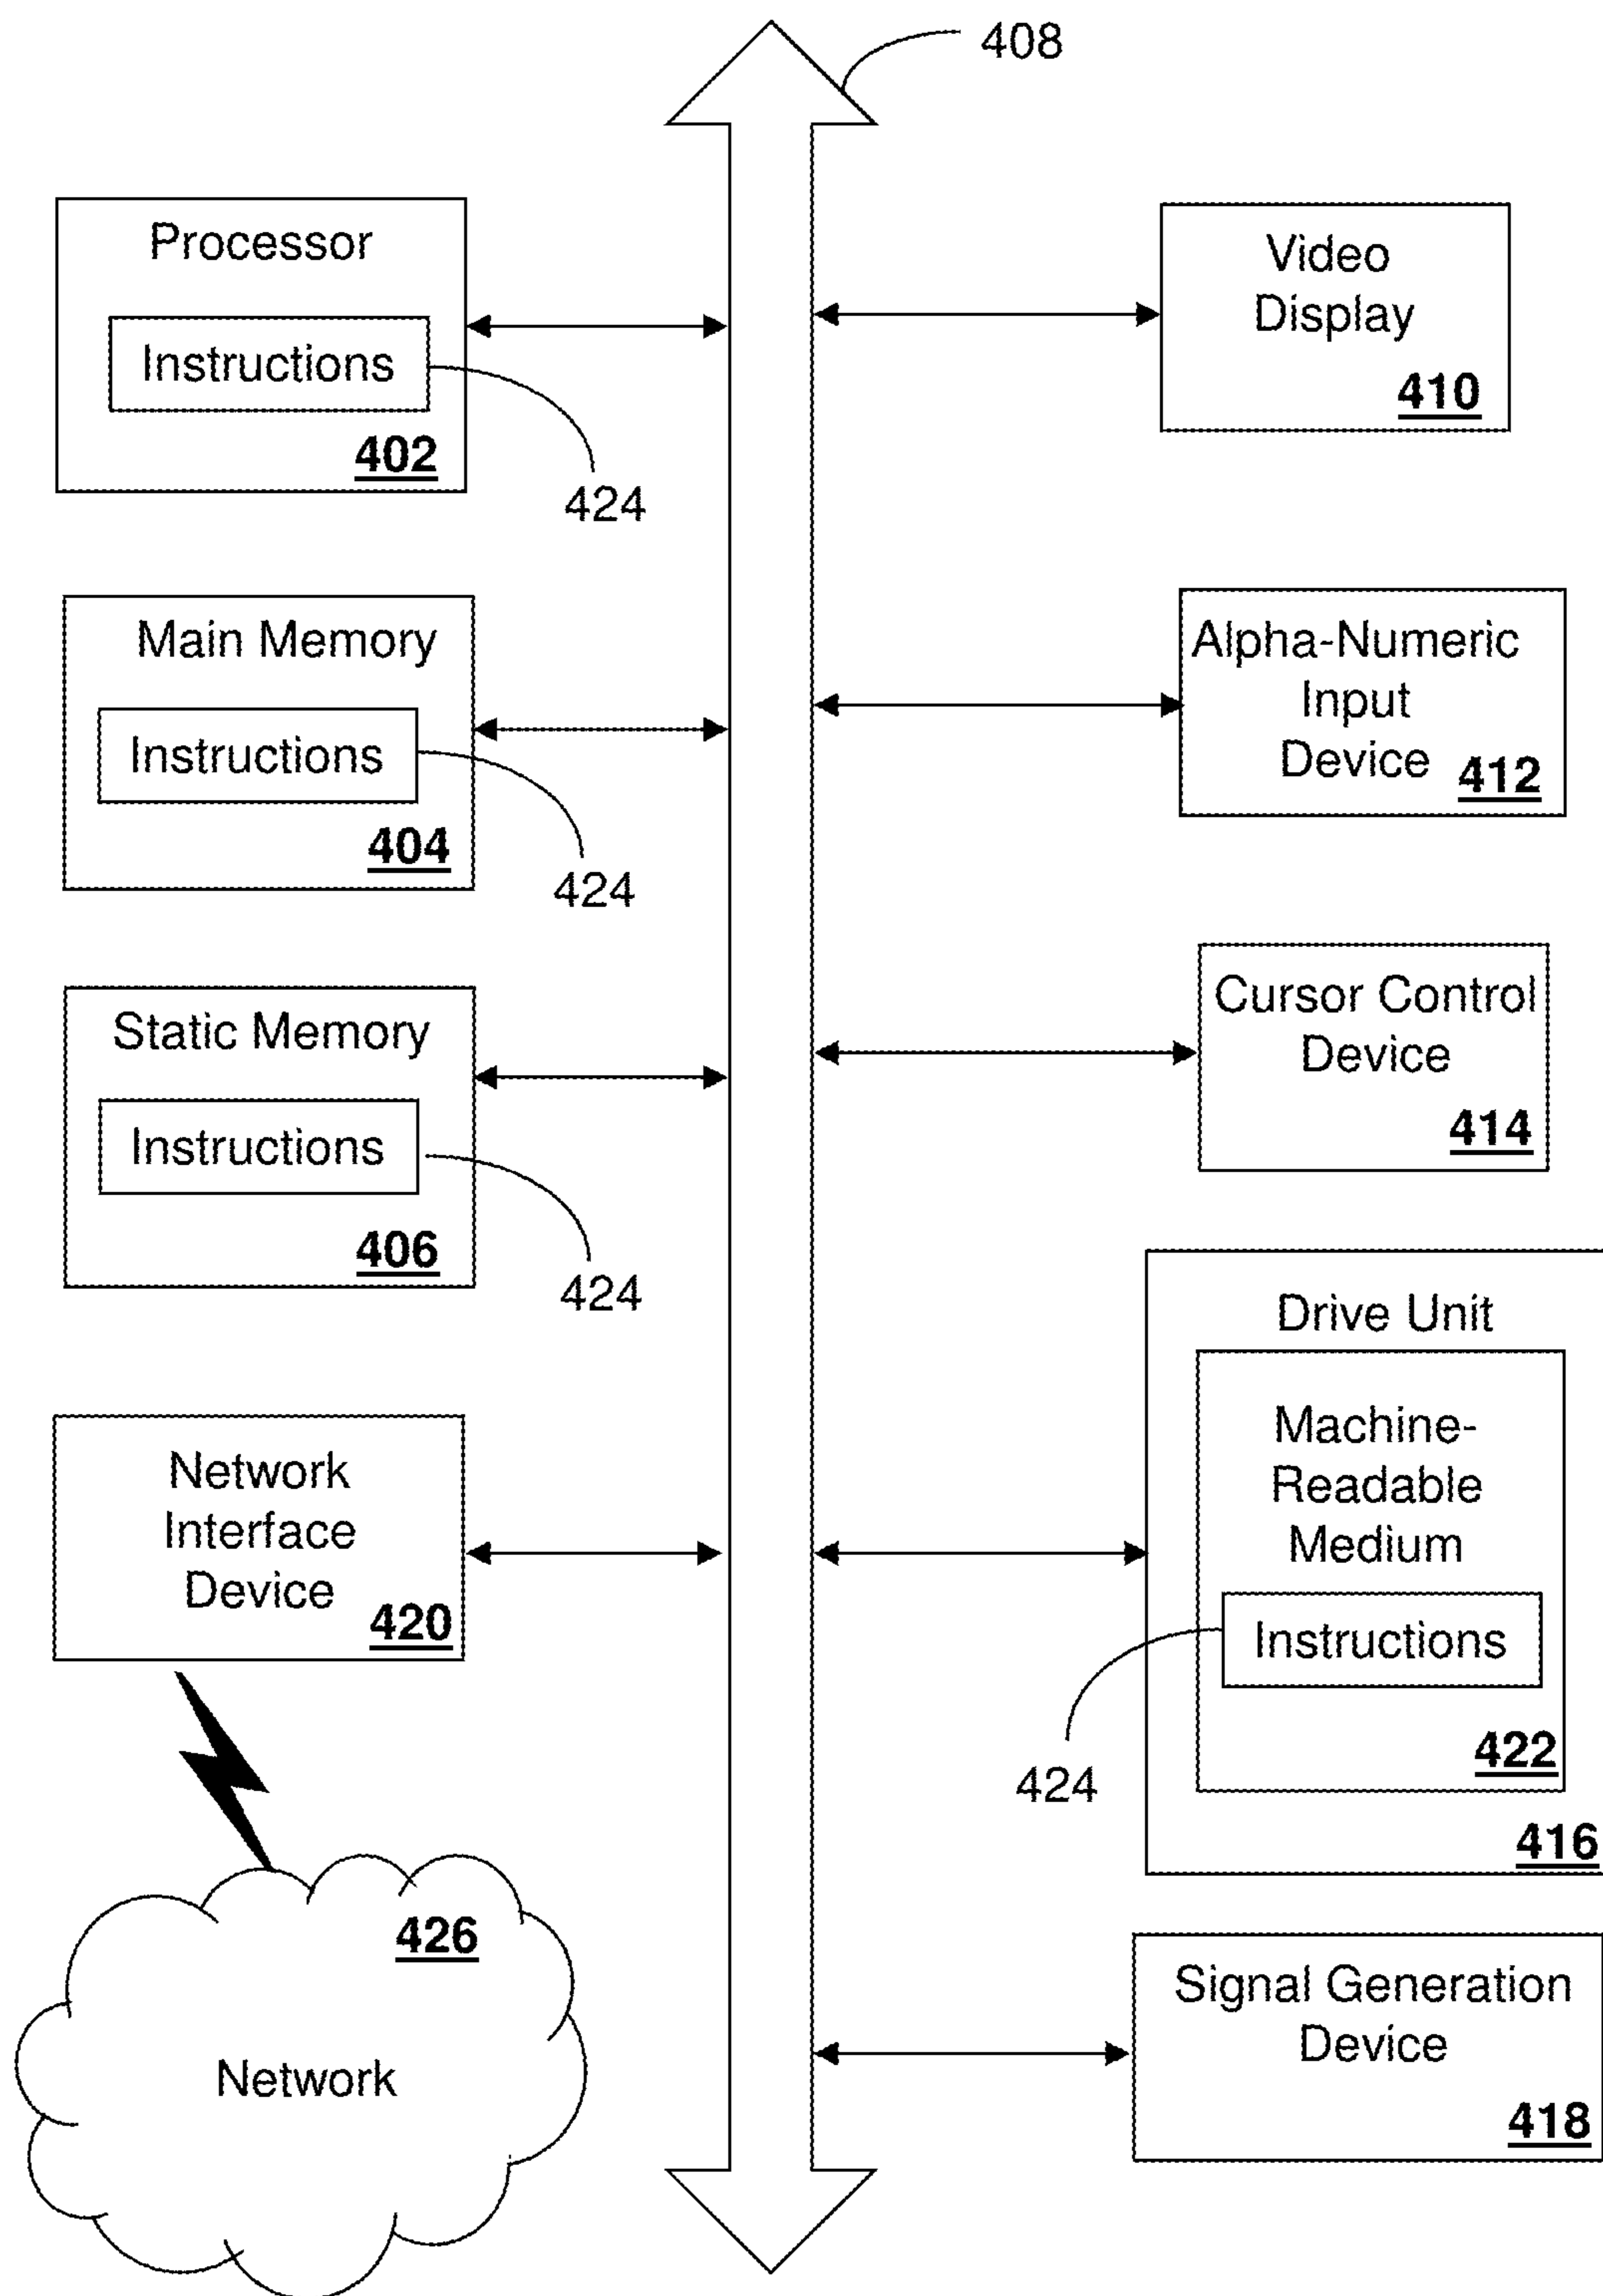 408
Processor
Instructions
402
424
Main Memory
Instructions
404
424
Static Memory
Instructions
406
424
Network
Interface
Device
420
426
Network
Video
Display
410
Alpha-Numeric
Input
Device
412
Cursor Control
Device
414
Drive Unit
Machine-
Readable
Medium
Instructions
424
422
416
Signal Generation
Device
418